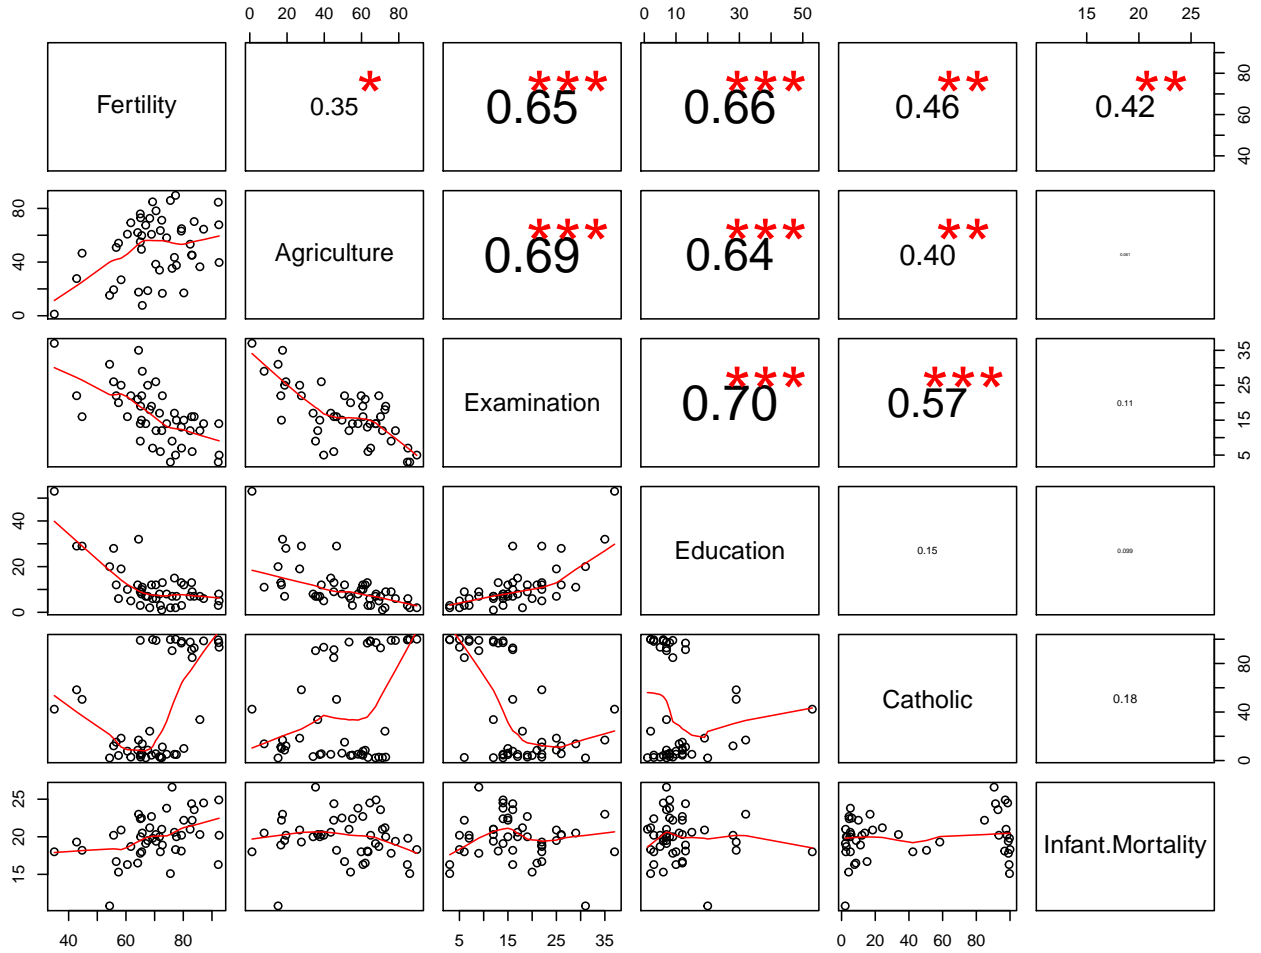 0 20 40 60 80 0 10 30 50 15 20 25
Fertility 0.35 * 0.65 *** 0.66 *** 0.46 ** 0.42 ** 40 60 80
0 40 80 Agriculture 0.69 *** 0.64 *** 0.40 ** 0.061
Examination 0.70 *** 0.57 *** 0.11 5 15 25 35
0 20 40 Education 0.15 0.099
Catholic 0.18 0 40 80
15 20 25 Infant.Mortality
40 60 80 5 15 25 35 0 20 40 60 80